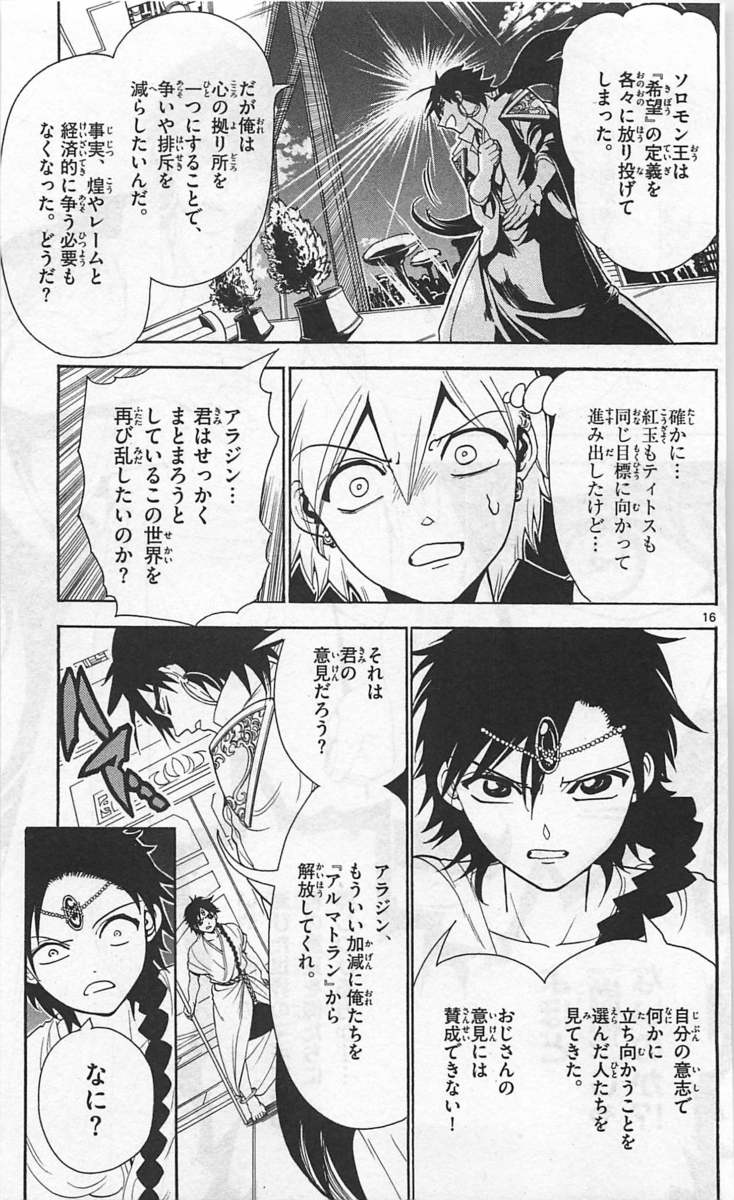 ソロモン王は
『希望』の定義を
各々に放り投げて
しまった。
だが俺は
心の拠り所を
一つにすることで、
争いや排斥を
減らしたいんだ。
事実、煌やレームと
経済的に争う必要も
なくなった。どうだ?
確かに…
紅玉もティトスも
同じ目標に向かって
進み出したけど…
アラジン…
君はせっかく
まとまろうと
しているこの世界を
再び乱したいのか?
16
自分の意志で
何かに
立ち向かうことを
選んだ人たちを
見てきた。
おじさんの
意見には
賛成できない!
それは
君の
意見だろう?
アラジン、
もういい加減に俺たちを
『アルマトラン』から
解放してくれ。
なに?